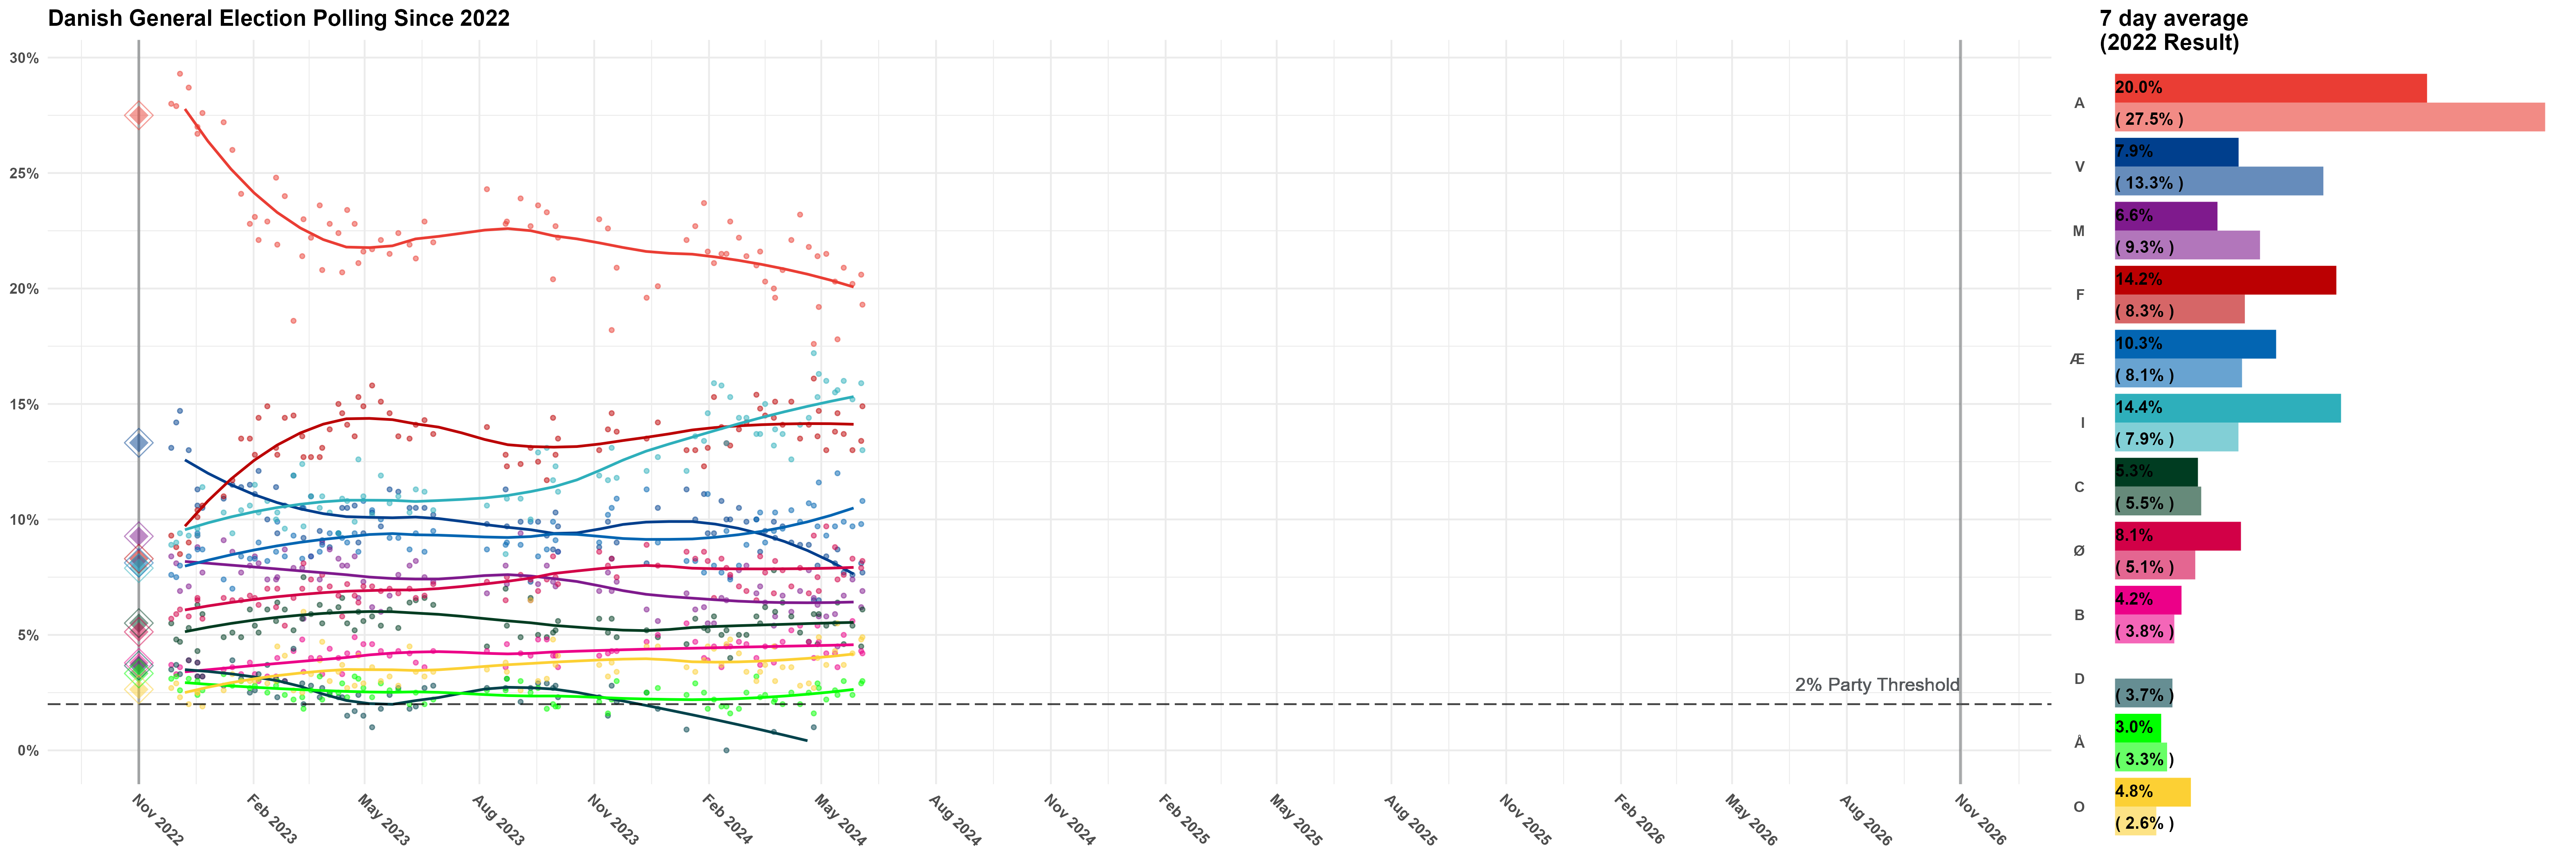 Danish General Election Polling Since 2022
30%
25%
20%
15%
10%
5%
0%
2% Party Threshold
Nov 2022
Feb 2023
May 2023
Aug 2023
Nov 2023
Feb 2024
May 2024
Aug 2024
Nov 2024
Feb 2025
May 2025
Aug 2025
Nov 2025
Feb 2026
May 2026
Aug 2026
Nov 2026
7 day average
(2022 Result)
A
20.0%
( 27.5% )
V
7.9%
( 13.3% )
M
6.6%
( 9.3% )
F
14.2%
( 8.3% )
Æ
10.3%
( 8.1% )
I
14.4%
( 7.9% )
C
5.3%
( 5.5% )
Ø
8.1%
( 5.1% )
B
4.2%
( 3.8% )
D
( 3.7% )
Å
3.0%
( 3.3% )
O
4.8%
( 2.6% )